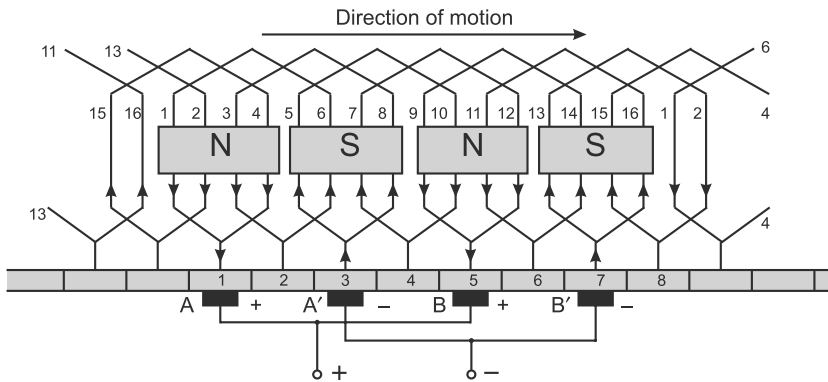 Direction of motion
11 13 6
15 16 1 2 3 4 5 6 7 8 9 10 11 12 13 14 15 16 1 2 4
N S N S
13 4
1 2 3 4 5 6 7 8
A + A′ – B + B′ –
+ –